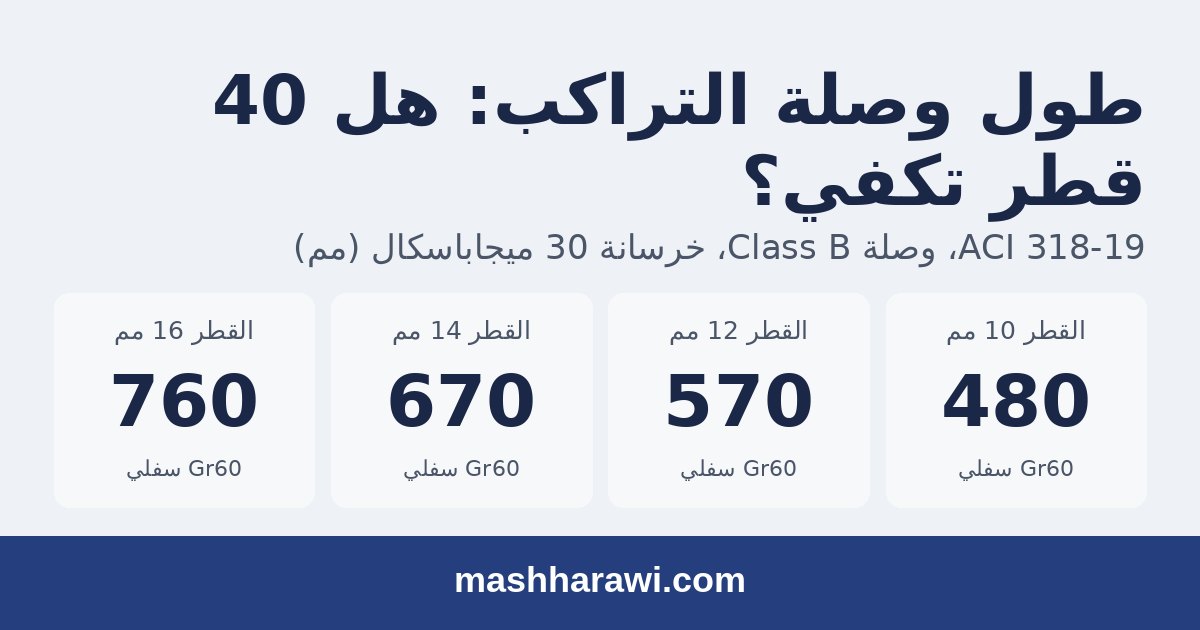 طول وصلة التراكب: هل 40
قطر تكفي؟
ACI 318-19، وصلة Class B، خرسانة 30 ميجاباسكال (مم)
القطر 10 مم
480
Gr60 سفلي
القطر 12 مم
570
Gr60 سفلي
القطر 14 مم
670
Gr60 سفلي
القطر 16 مم
760
Gr60 سفلي
mashharawi.com